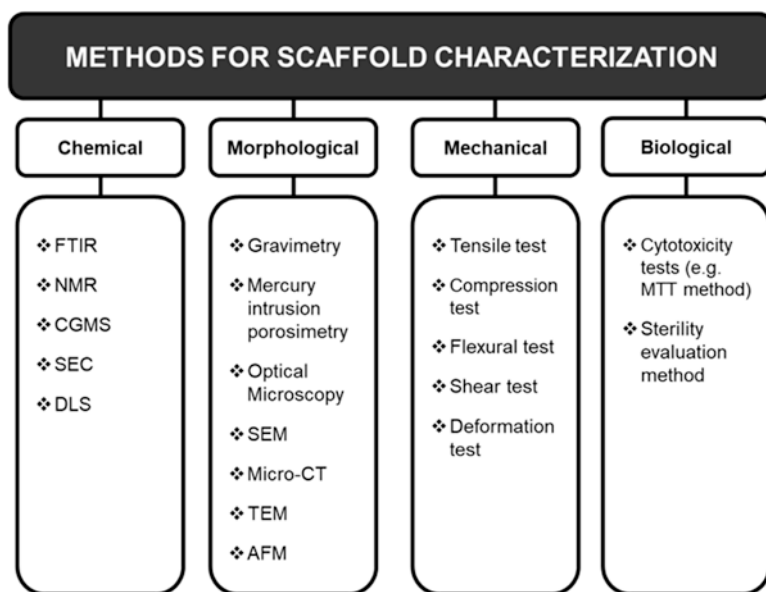 METHODS FOR SCAFFOLD CHARACTERIZATION
Chemical
Morphological
Mechanical
Biological
❖ FTIR
❖ NMR
❖ CGMS
❖ SEC
❖ DLS
❖ Gravimetry
❖ Mercury
intrusion
porosimetry
❖ Optical
Microscopy
❖ SEM
❖ Micro-CT
❖ TEM
❖ AFM
❖ Tensile test
❖ Compression
test
❖ Flexural test
❖ Shear test
❖ Deformation
test
❖ Cytotoxicity
tests (e.g.
MTT method)
❖ Sterility
evaluation
method